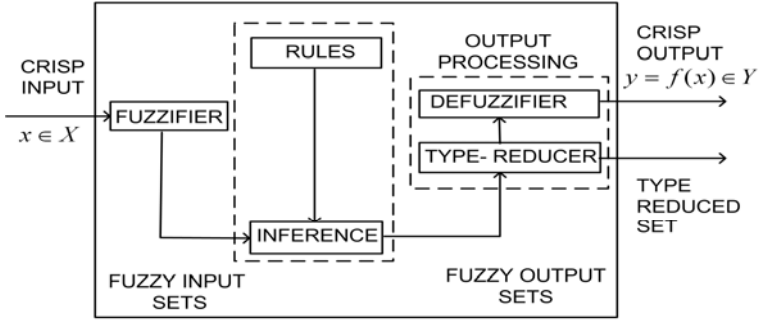 CRISP
INPUT
x ∈ X
FUZZIFIER
RULES
INFERENCE
FUZZY INPUT
SETS
OUTPUT
PROCESSING
DEFUZZIFIER
TYPE- REDUCER
FUZZY OUTPUT
SETS
CRISP
OUTPUT
y = f(x) ∈ Y
TYPE
REDUCED
SET